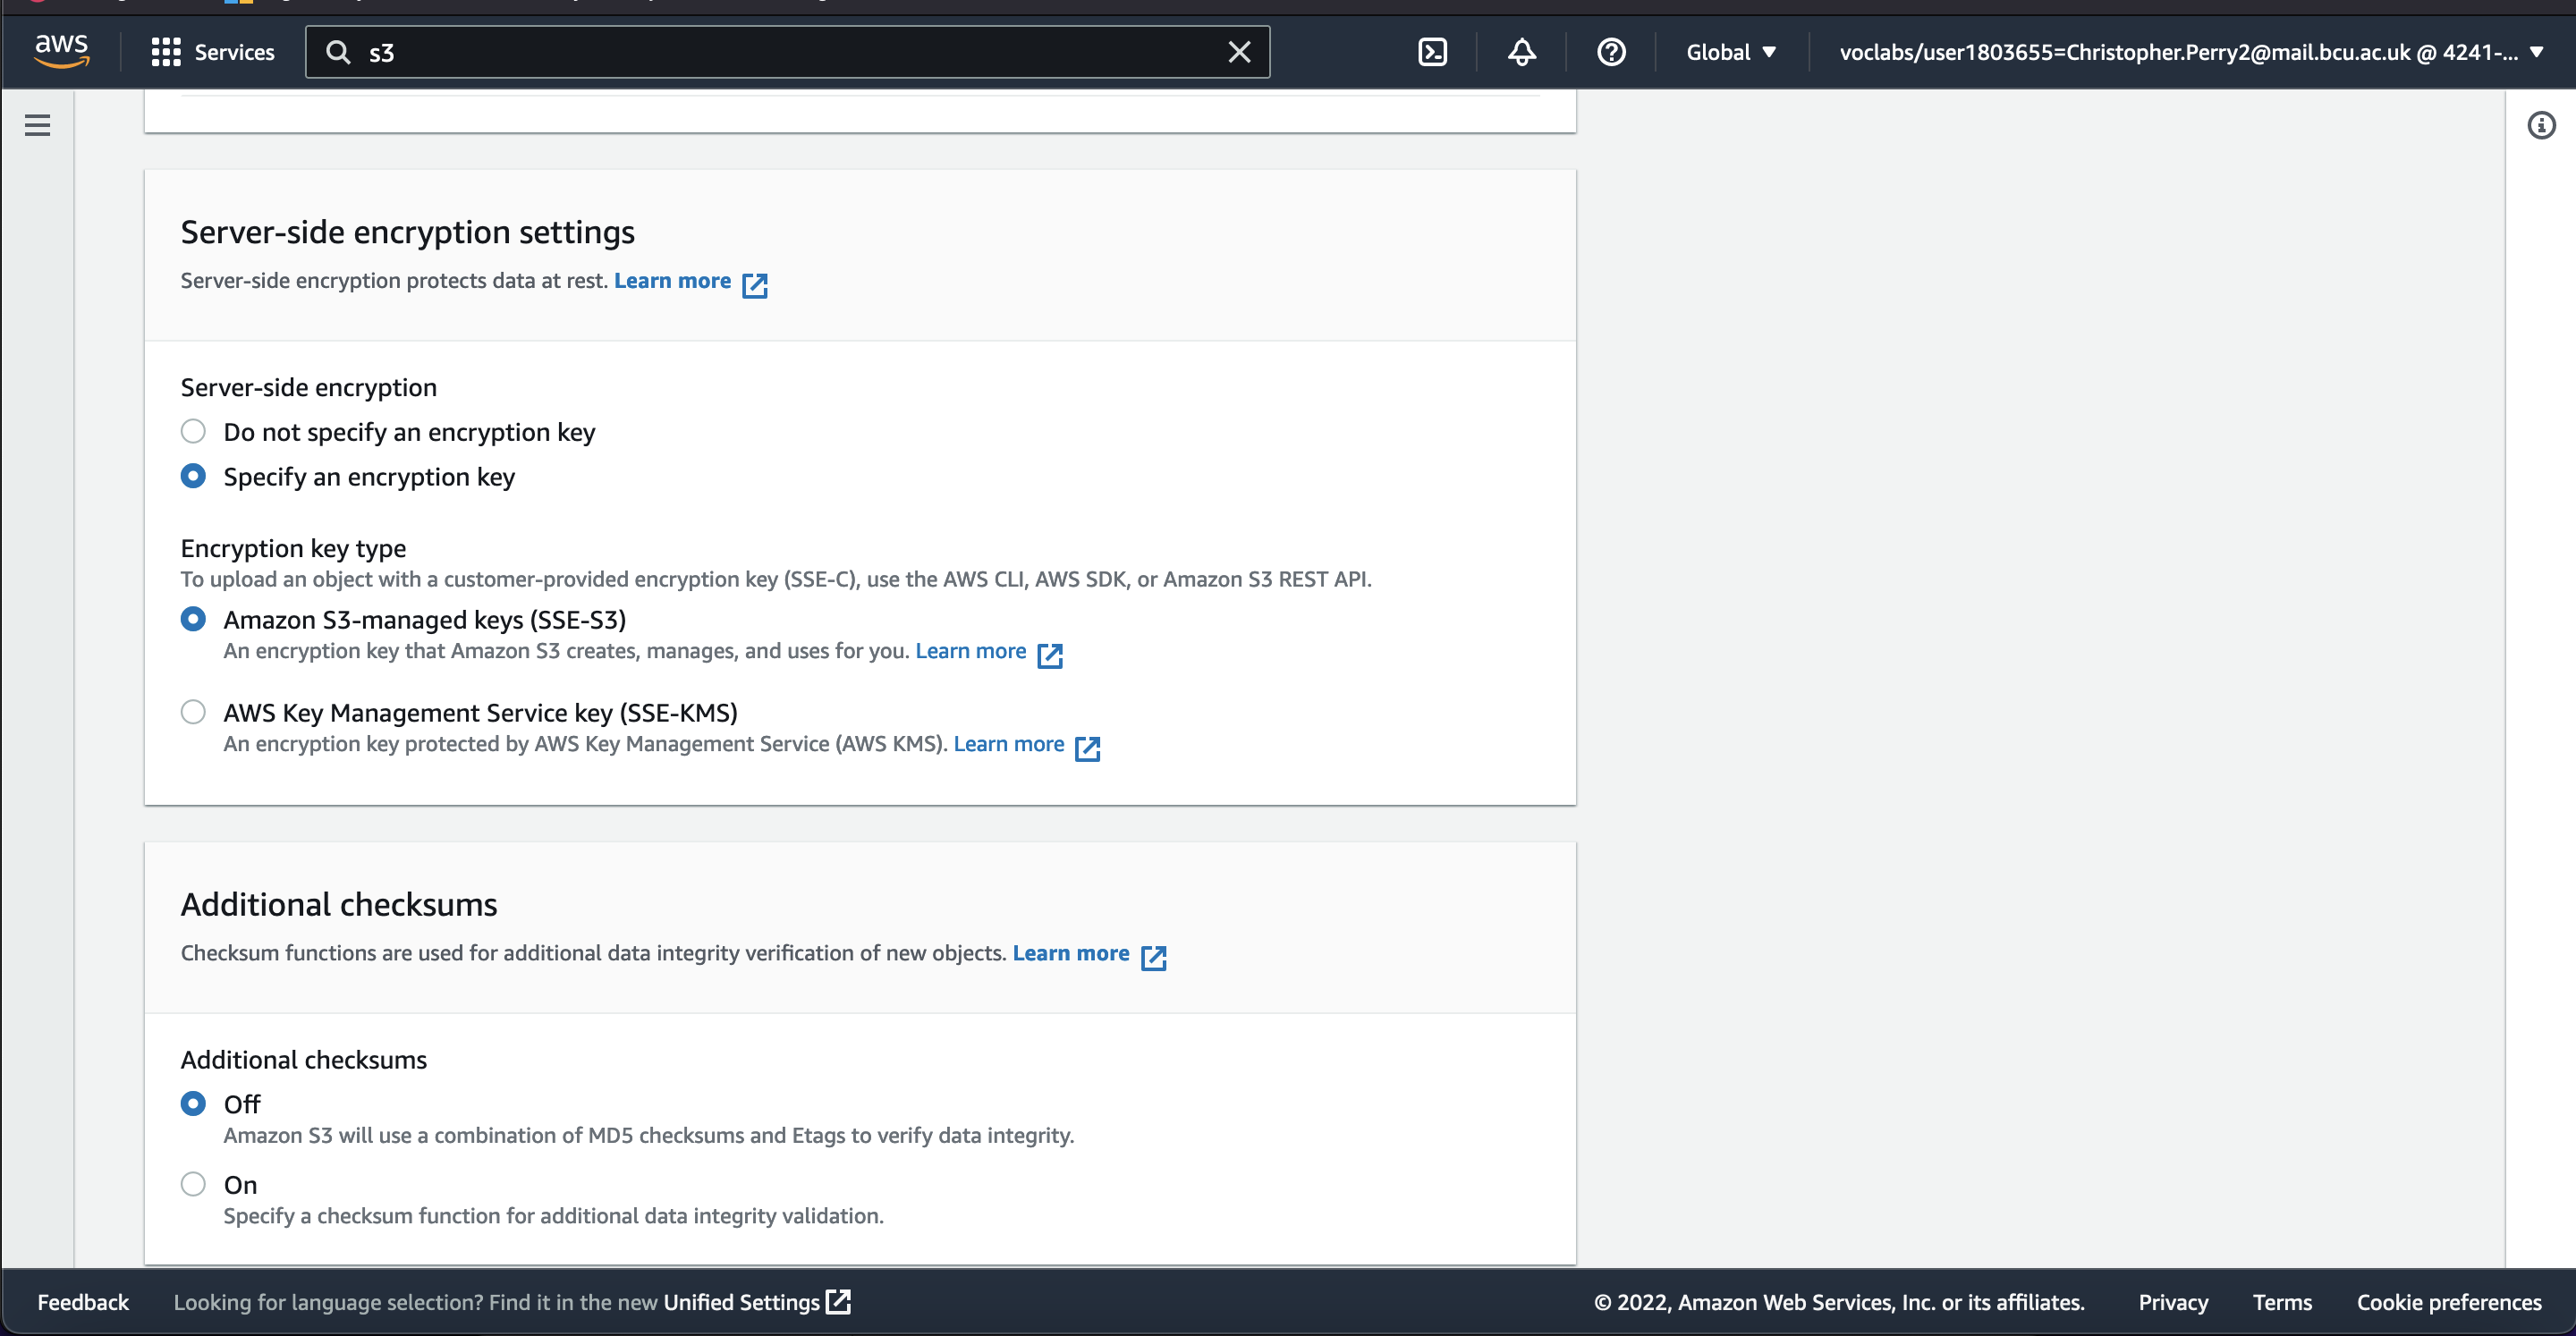 aws
Services
s3
Global
voclabs/user1803655=Christopher.Perry2@mail.bcu.ac.uk @ 4241-...
Server-side encryption settings
Server-side encryption protects data at rest. Learn more
Server-side encryption
Do not specify an encryption key
Specify an encryption key
Encryption key type
To upload an object with a customer-provided encryption key (SSE-C), use the AWS CLI, AWS SDK, or Amazon S3 REST API.
Amazon S3-managed keys (SSE-S3)
An encryption key that Amazon S3 creates, manages, and uses for you. Learn more
AWS Key Management Service key (SSE-KMS)
An encryption key protected by AWS Key Management Service (AWS KMS). Learn more
Additional checksums
Checksum functions are used for additional data integrity verification of new objects. Learn more
Additional checksums
Off
Amazon S3 will use a combination of MD5 checksums and Etags to verify data integrity.
On
Specify a checksum function for additional data integrity validation.
Feedback
Looking for language selection? Find it in the new Unified Settings
© 2022, Amazon Web Services, Inc. or its affiliates.
Privacy
Terms
Cookie preferences